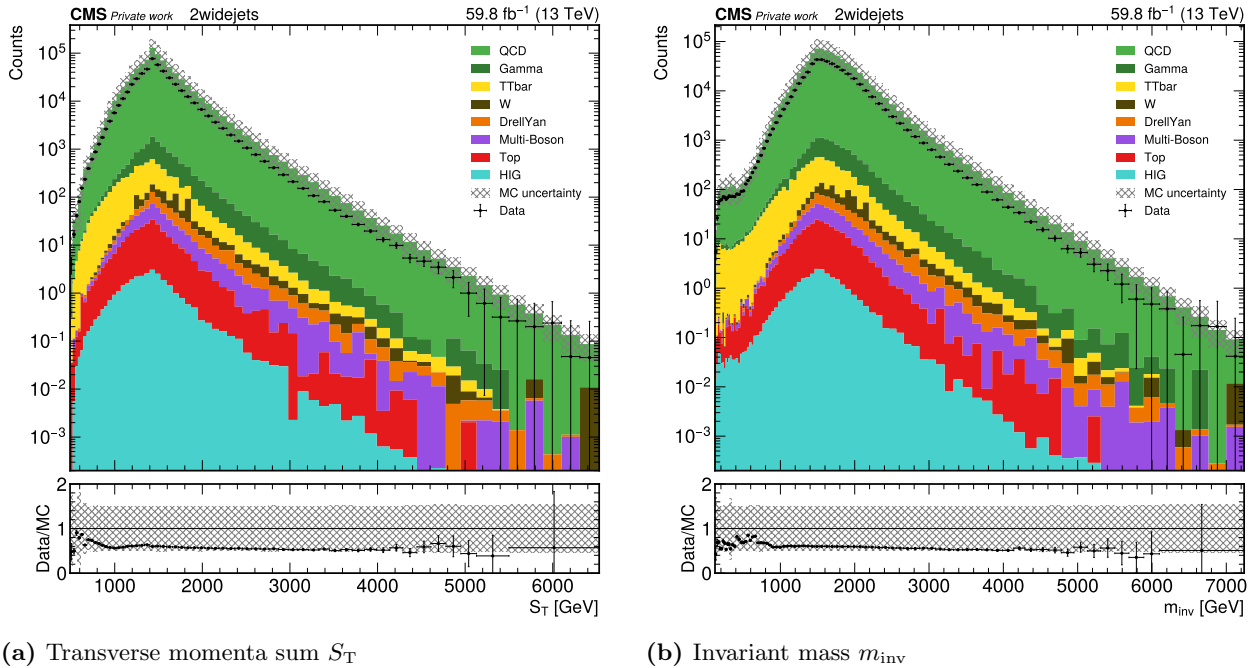 CMS Private work 2widejets 59.8 fb⁻¹ (13 TeV)
Counts
10⁵
10⁴
10³
10²
10¹
10⁰
10⁻¹
10⁻²
10⁻³
QCD
Gamma
TTbar
W
DrellYan
Multi-Boson
Top
HIG
MC uncertainty
Data
Data/MC
2
1
0
1000 2000 3000 4000 5000 6000
S_T [GeV]
(a) Transverse momenta sum S_T
CMS Private work 2widejets 59.8 fb⁻¹ (13 TeV)
Counts
10⁵
10⁴
10³
10²
10¹
10⁰
10⁻¹
10⁻²
10⁻³
QCD
Gamma
TTbar
W
DrellYan
Multi-Boson
Top
HIG
MC uncertainty
Data
Data/MC
2
1
0
1000 2000 3000 4000 5000 6000 7000
m_inv [GeV]
(b) Invariant mass m_inv